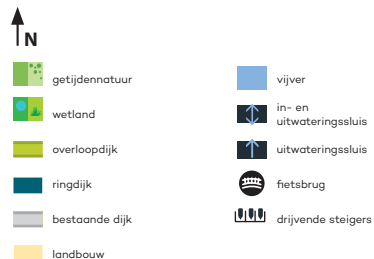 N
getijdennatuur
wetland
overloopdijk
ringdijk
bestaande dijk
landbouw
vijver
in- en
uitwateringssluis
uitwateringssluis
fietsbrug
drijvende steigers